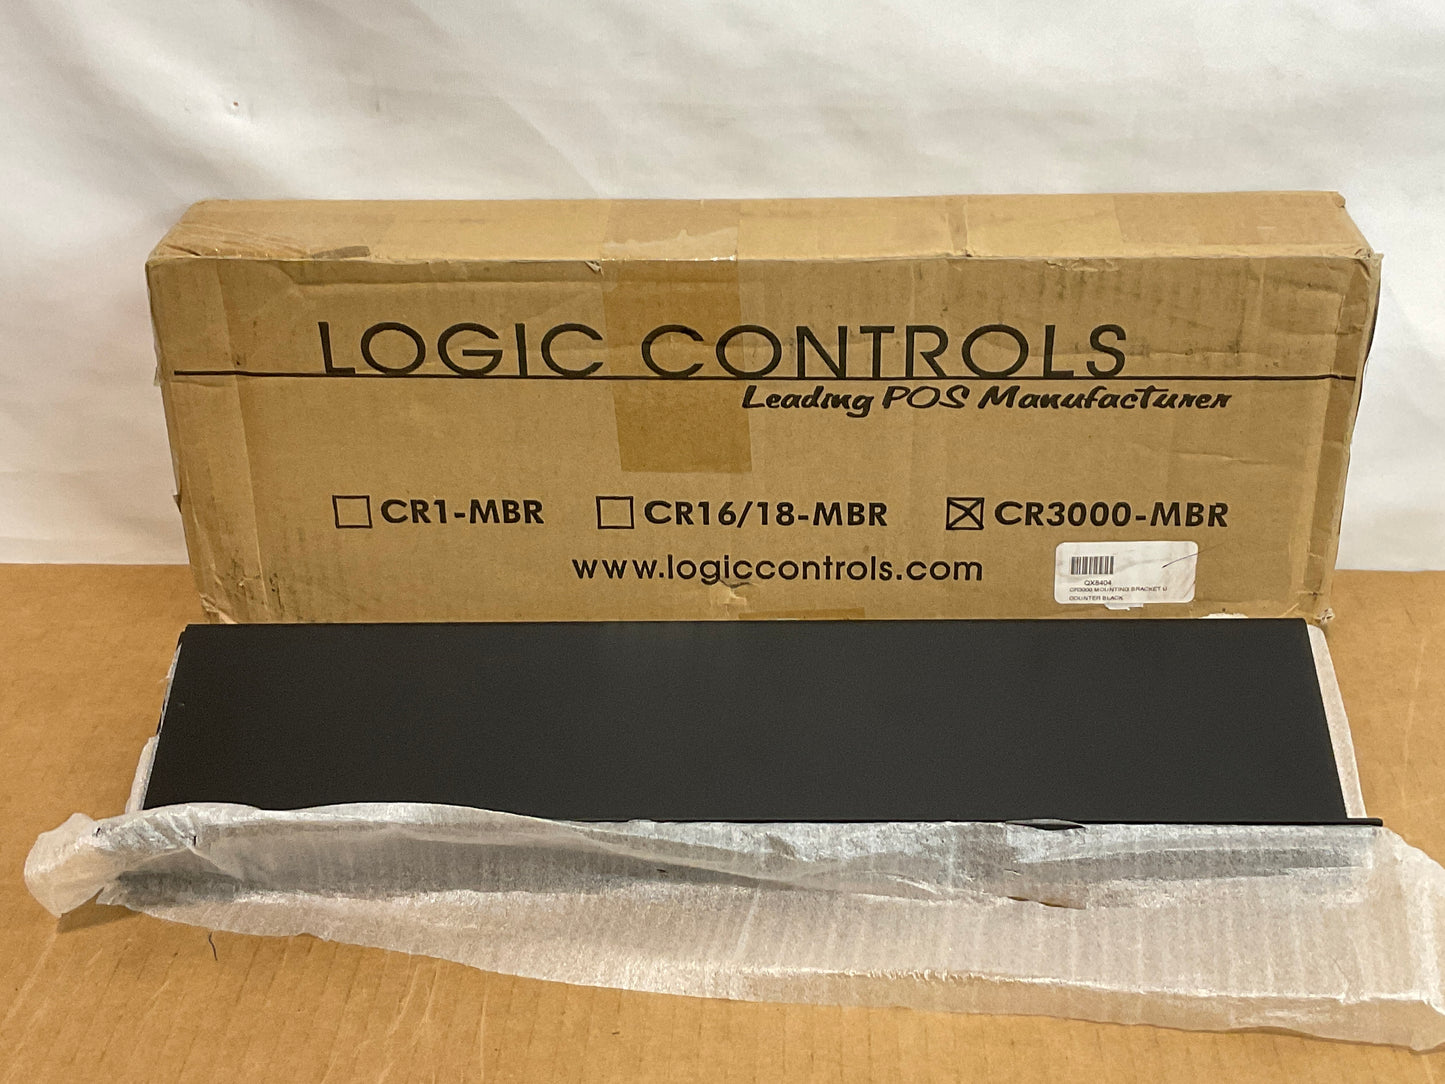 LOGIC CONTROLS
Leading POS Manufacturer
CR1-MBR CR16/18-MBR CR3000-MBR
www.logiccontrols.com
QX8404
CR3000 MOUNTING BRACKET U
COUNTER BLACK